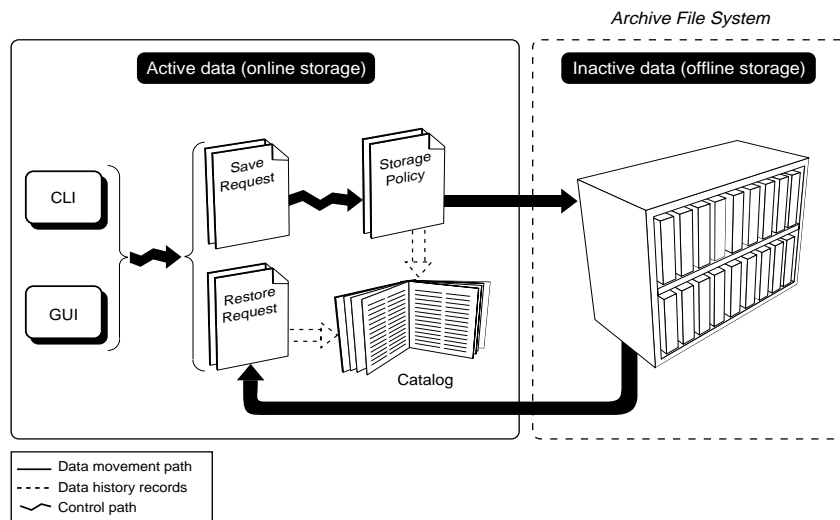 Archive File System
Active data (online storage)
Inactive data (offline storage)
CLI
GUI
Save
Request
Storage
Policy
Restore
Request
Catalog
Data movement path
Data history records
Control path